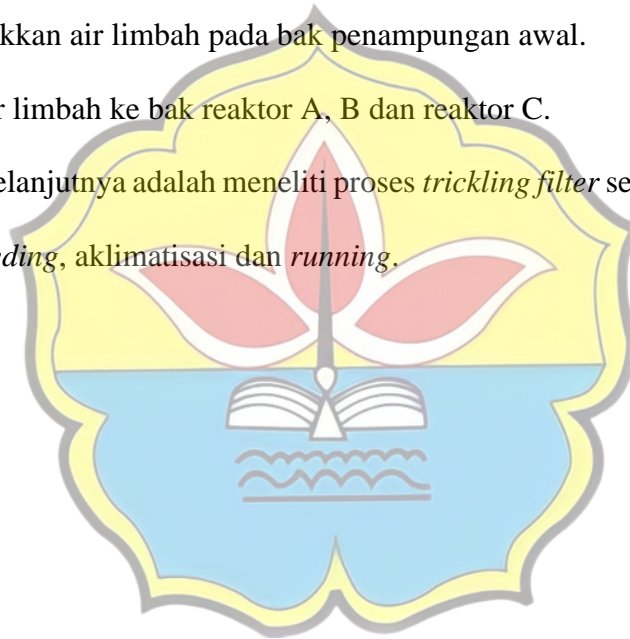 kkan air limbah pada bak penampungan awal.
r limbah ke bak reaktor A, B dan reaktor C.
elanjutnya adalah meneliti proses trickling filter se
ding, aklimatisasi dan running.